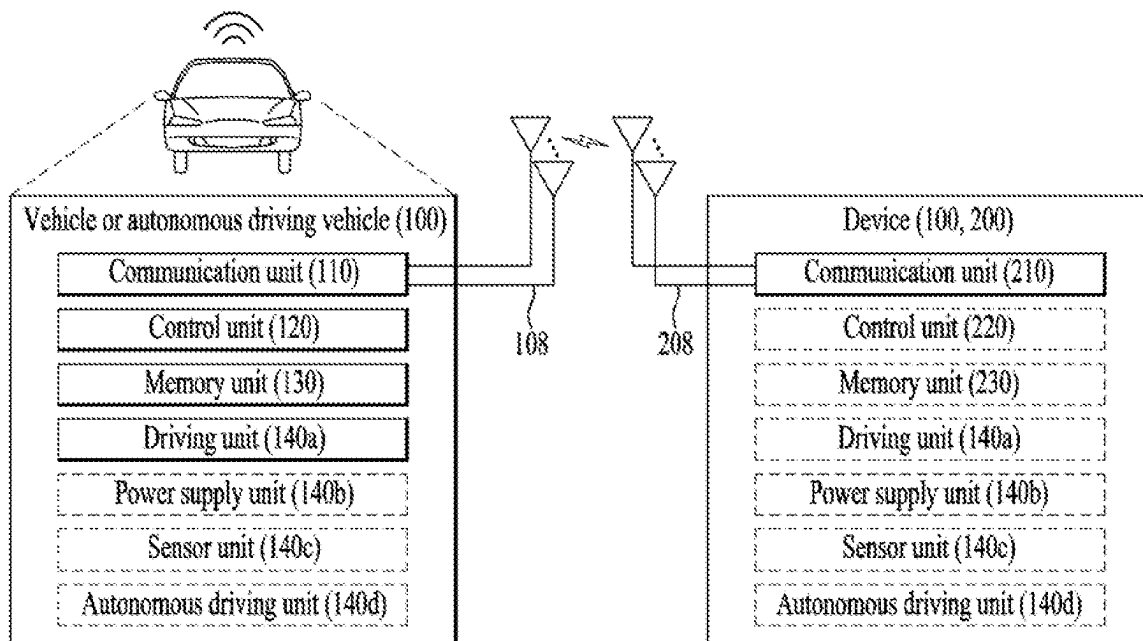 Vehicle or autonomous driving vehicle (100)
Communication unit (110)
Control unit (120)
Memory unit (130)
Driving unit (140a)
Power supply unit (140b)
Sensor unit (140c)
Autonomous driving unit (140d)
108
208
Device (100, 200)
Communication unit (210)
Control unit (220)
Memory unit (230)
Driving unit (140a)
Power supply unit (140b)
Sensor unit (140c)
Autonomous driving unit (140d)